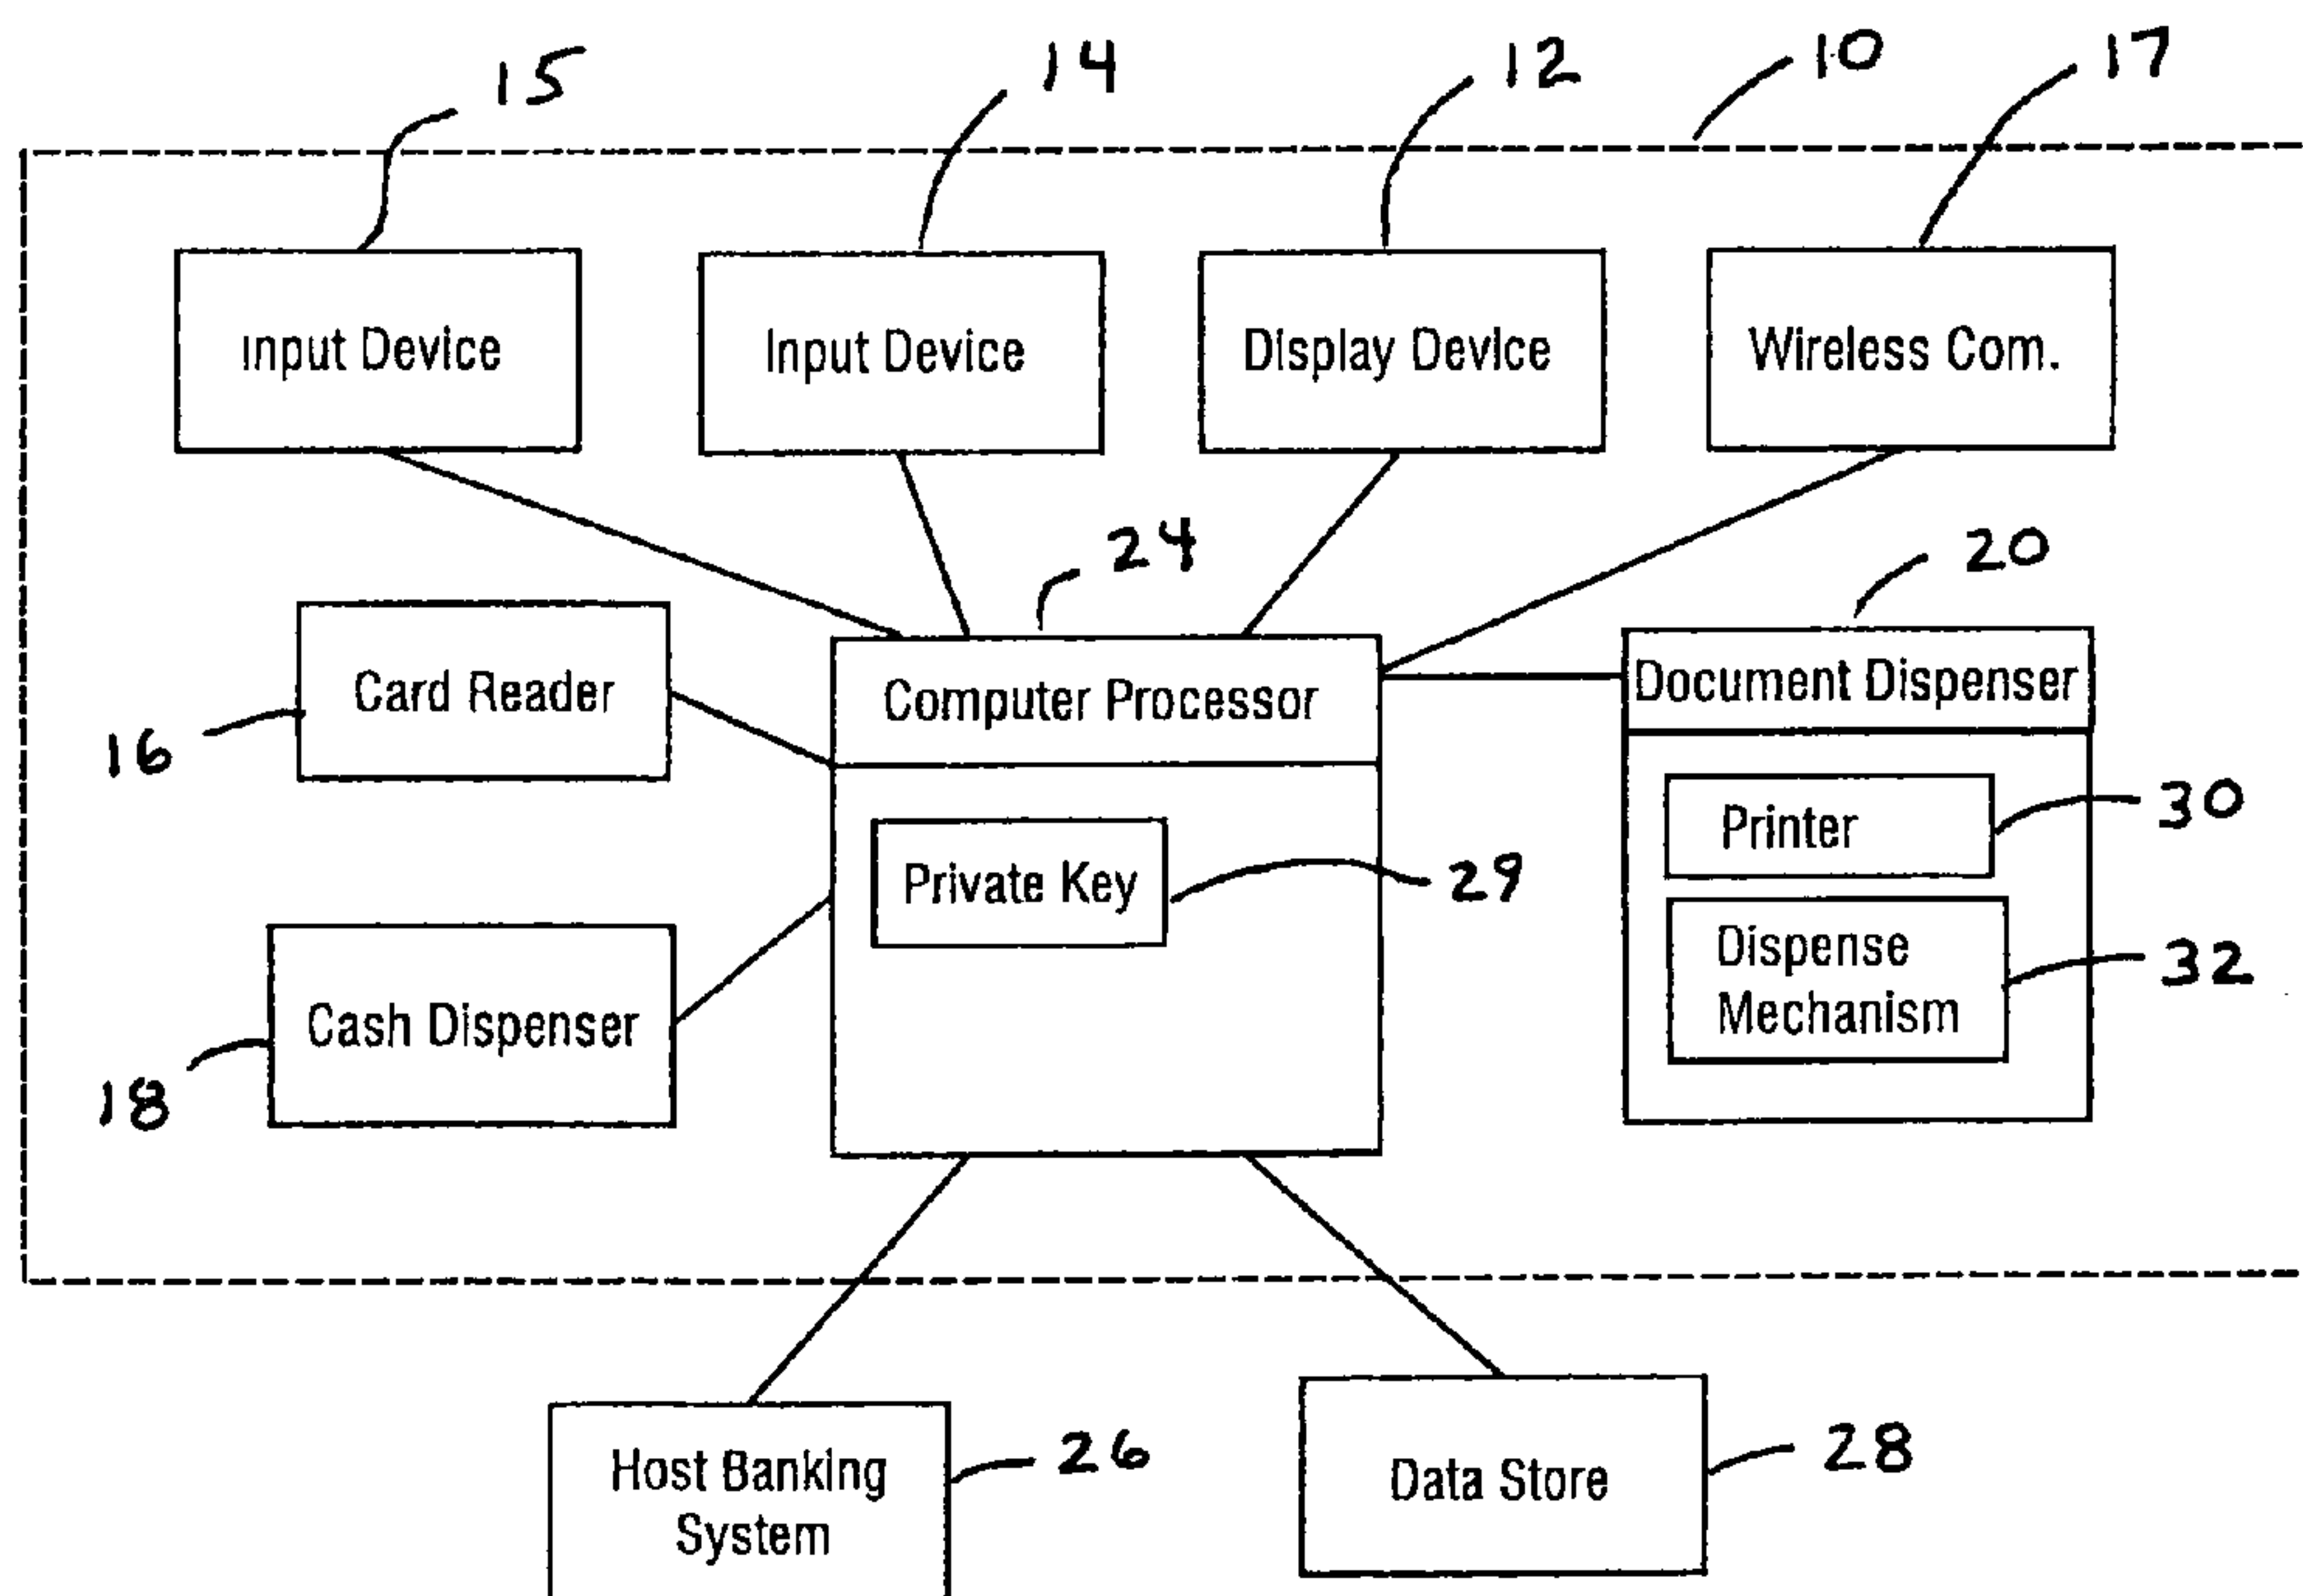 15
14
12
10
17
Input Device
Input Device
Display Device
Wireless Com.
24
20
Card Reader
16
Computer Processor
Document Dispenser
Printer
30
Private Key
29
Dispense
Mechanism
32
Cash Dispenser
18
Host Banking
System
26
Data Store
28